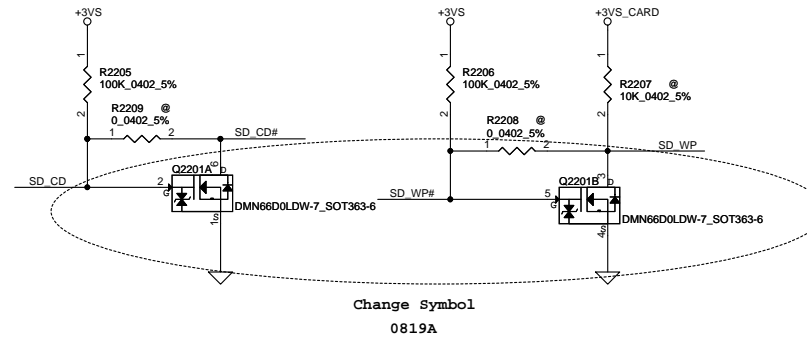 +3VS
+3VS
+3VS_CARD
1
R2205
100K_0402_5%
2
1
R2206
100K_0402_5%
2
1
R2207 @
10K_0402_5%
2
R2209 @
0_0402_5%
1 2
SD_CD#
R2208 @
0_0402_5%
1 2
SD_WP
SD_CD
2
Q2201A
6
D
G
S
1
DMN66D0LDW-7_SOT363-6
SD_WP#
5
Q2201B
3
D
G
S
4
DMN66D0LDW-7_SOT363-6
Change Symbol
0819A